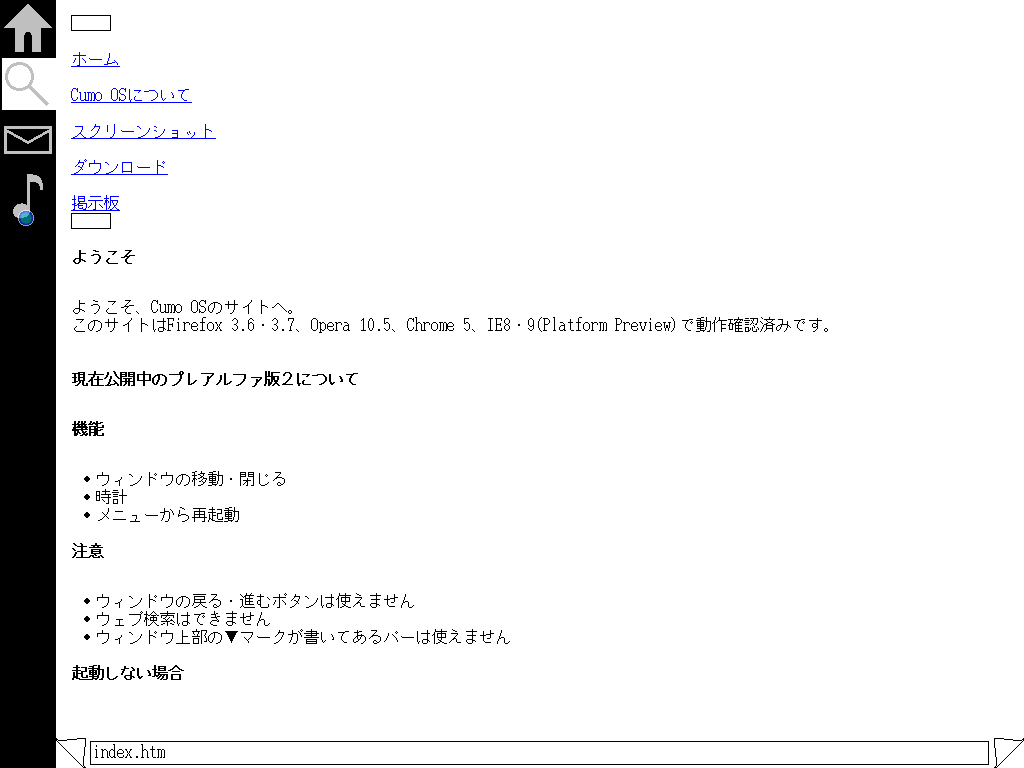 ホーム
Cumo OSについて
スクリーンショット
ダウンロード
掲示板
ようこそ
ようこそ、Cumo OSのサイトへ。
このサイトはFirefox 3.6・3.7、Opera 10.5、Chrome 5、IE8・9(Platform Preview)で動作確認済みです。
現在公開中のプレアルファ版２について
機能
•ウィンドウの移動・閉じる
•時計
•メニューから再起動
注意
•ウィンドウの戻る・進むボタンは使えません
•ウェブ検索はできません
•ウィンドウ上部の▼マークが書いてあるバーは使えません
起動しない場合
index.htm